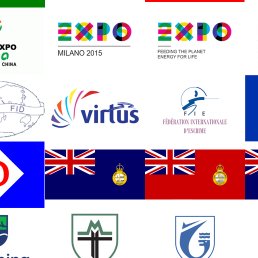 EXPO
CHINA
EXPO
MILANO 2015
EXPO
FEEDING THE PLANET
ENERGY FOR LIFE
FID
virtus
F I E
FÉDÉRATION INTERNATIONALE
D'ESCRIME